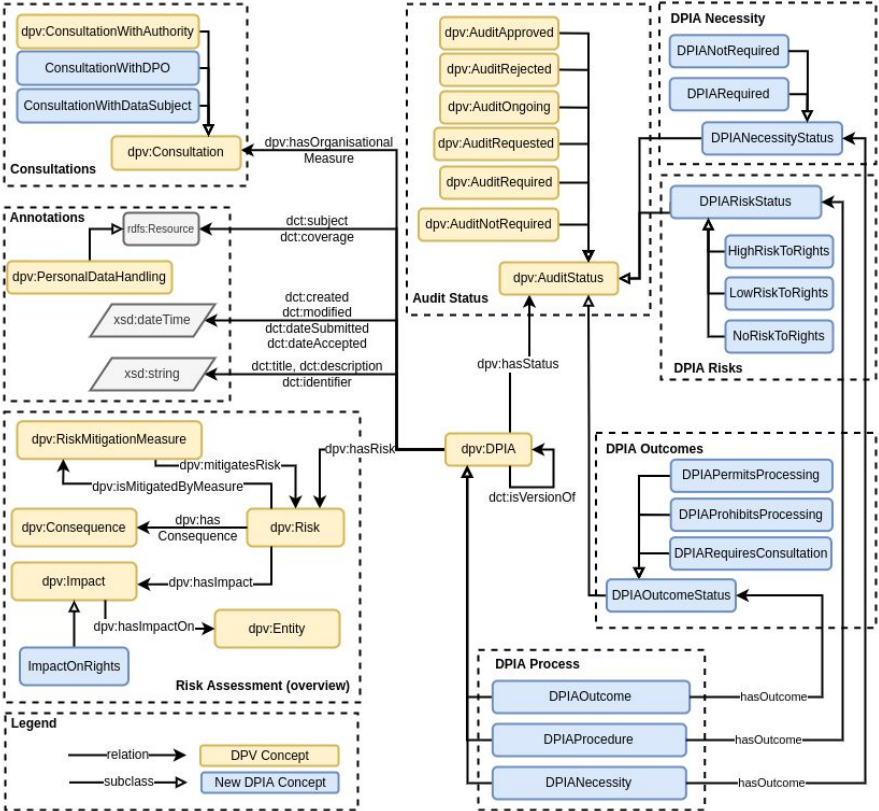 dpv:ConsultationWithAuthority
ConsultationWithDPO
ConsultationWithDataSubject
dpv:Consultation
Consultations
dpv:hasOrganisational
Measure
Annotations
rdfs:Resource
dct:subject
dct:coverage
dpv:PersonalDataHandling
xsd:dateTime
dct:created
dct:modified
dct:dateSubmitted
dct:dateAccepted
xsd:string
dct:title, dct:description
dct:identifier
dpv:AuditApproved
dpv:AuditRejected
dpv:AuditOngoing
dpv:AuditRequested
dpv:AuditRequired
dpv:AuditNotRequired
dpv:AuditStatus
Audit Status
DPIA Necessity
DPIANotRequired
DPIARequired
DPIANecessityStatus
DPIARiskStatus
HighRiskToRights
LowRiskToRights
NoRiskToRights
DPIA Risks
dpv:hasStatus
dpv:hasRisk
dpv:DPIA
dct:isVersionOf
dpv:RiskMitigationMeasure
dpv:mitigatesRisk
dpv:isMitigatedByMeasure
dpv:Consequence
dpv:has
Consequence
dpv:Risk
dpv:Impact
dpv:hasImpact
dpv:hasImpactOn
dpv:Entity
ImpactOnRights
Risk Assessment (overview)
DPIA Outcomes
DPIAPermitsProcessing
DPIAProhibitsProcessing
DPIARequiresConsultation
DPIAOutcomeStatus
DPIA Process
DPIAOutcome
hasOutcome
DPIAProcedure
hasOutcome
DPIANecessity
hasOutcome
Legend
relation
DPV Concept
subclass
New DPIA Concept